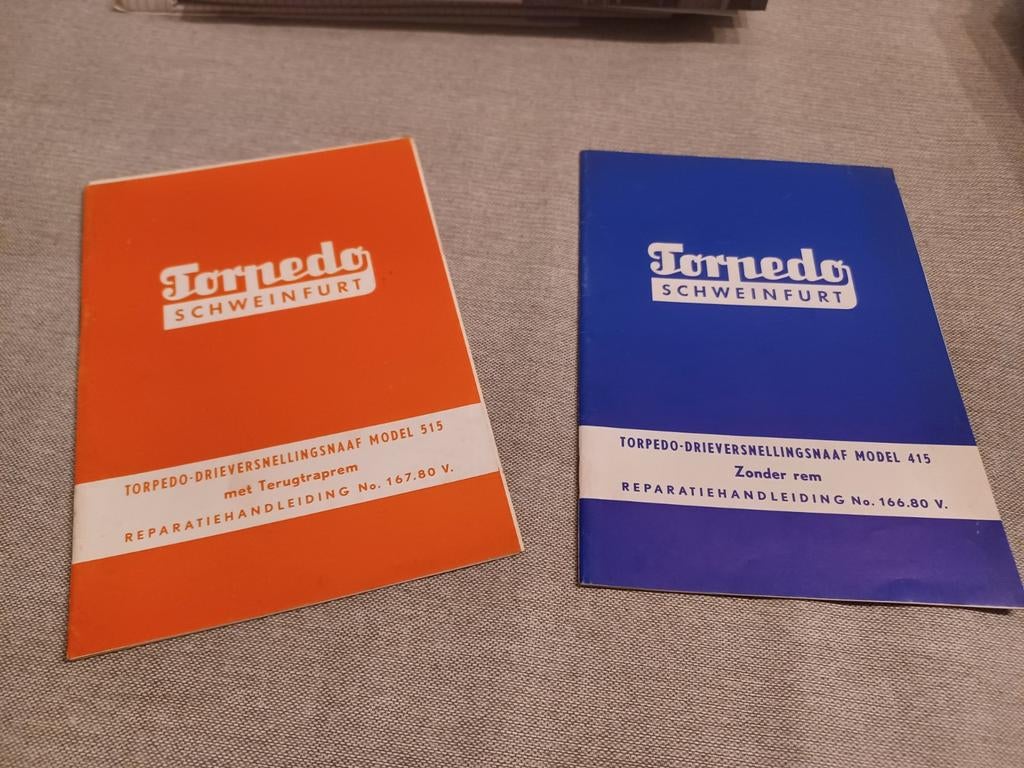 Torpedo
SCHWEINFURT
TORPEDO-DRIEVERSNELLINGSNAAF MODEL 515
met Terugtraprem
REPARATIEHANDLEIDING No. 167.80 V.
Torpedo
SCHWEINFURT
TORPEDO-DRIEVERSNELLINGSNAAF MODEL 415
Zonder rem
REPARATIEHANDLEIDING No. 166.80 V.